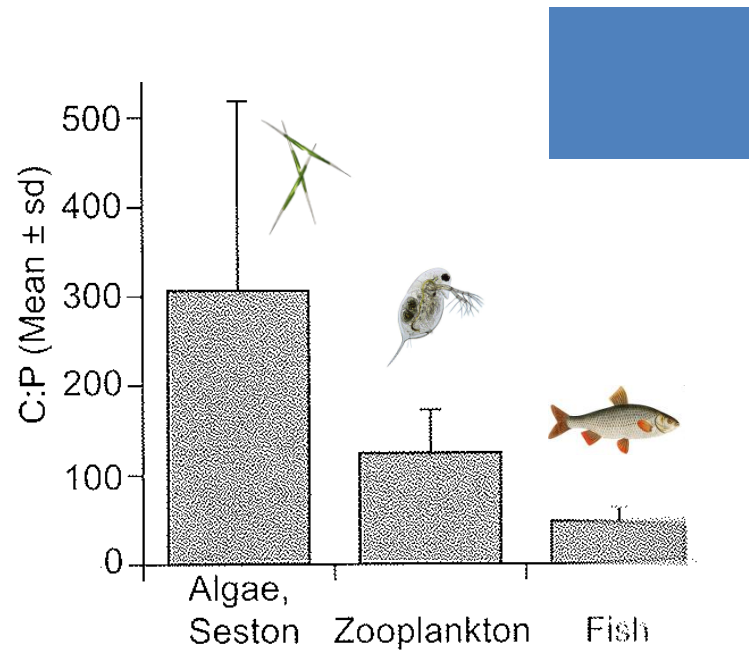 C:P (Mean ± sd)
500
400
300
200
100
0
Algae,
Seston
Zooplankton
Fish